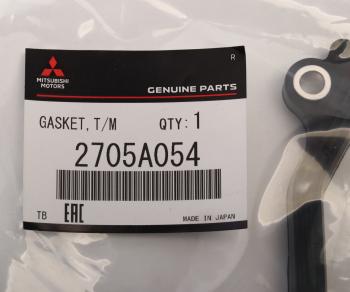 R
MITSUBISHI
MOTORS
GENUINE PARTS
GASKET, T/M QTY: 1
2705A054
TB EAC MADE IN JAPAN